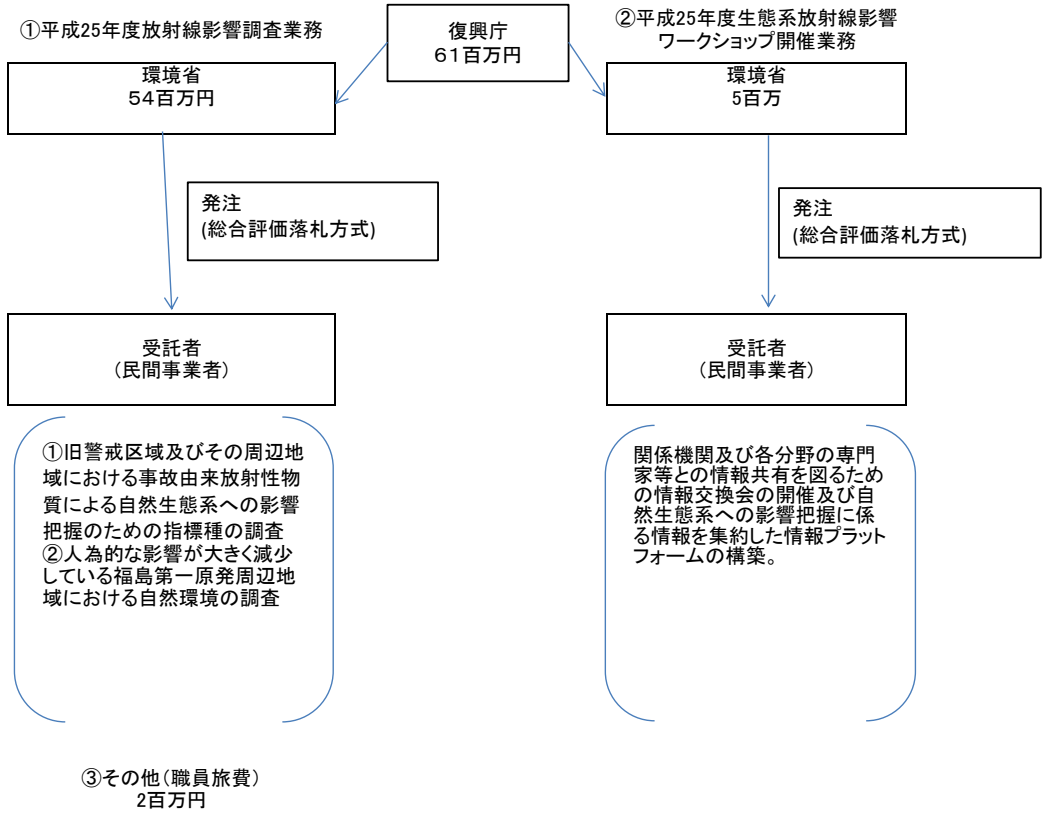 ①平成25年度放射線影響調査業務
復興庁
６１百万円
②平成25年度生態系放射線影響
ワークショップ開催業務
環境省
５４百万円
環境省
5百万
発注
(総合評価落札方式)
発注
(総合評価落札方式)
受託者
（民間事業者）
受託者
（民間事業者）
①旧警戒区域及びその周辺地
域における事故由来放射性物
質による自然生態系への影響
把握のための指標種の調査
②人為的な影響が大きく減少
している福島第一原発周辺地
域における自然環境の調査
関係機関及び各分野の専門
家等との情報共有を図るため
の情報交換会の開催及び自
然生態系への影響把握に係
る情報を集約した情報プラット
フォームの構築。
③その他（職員旅費）
2百万円